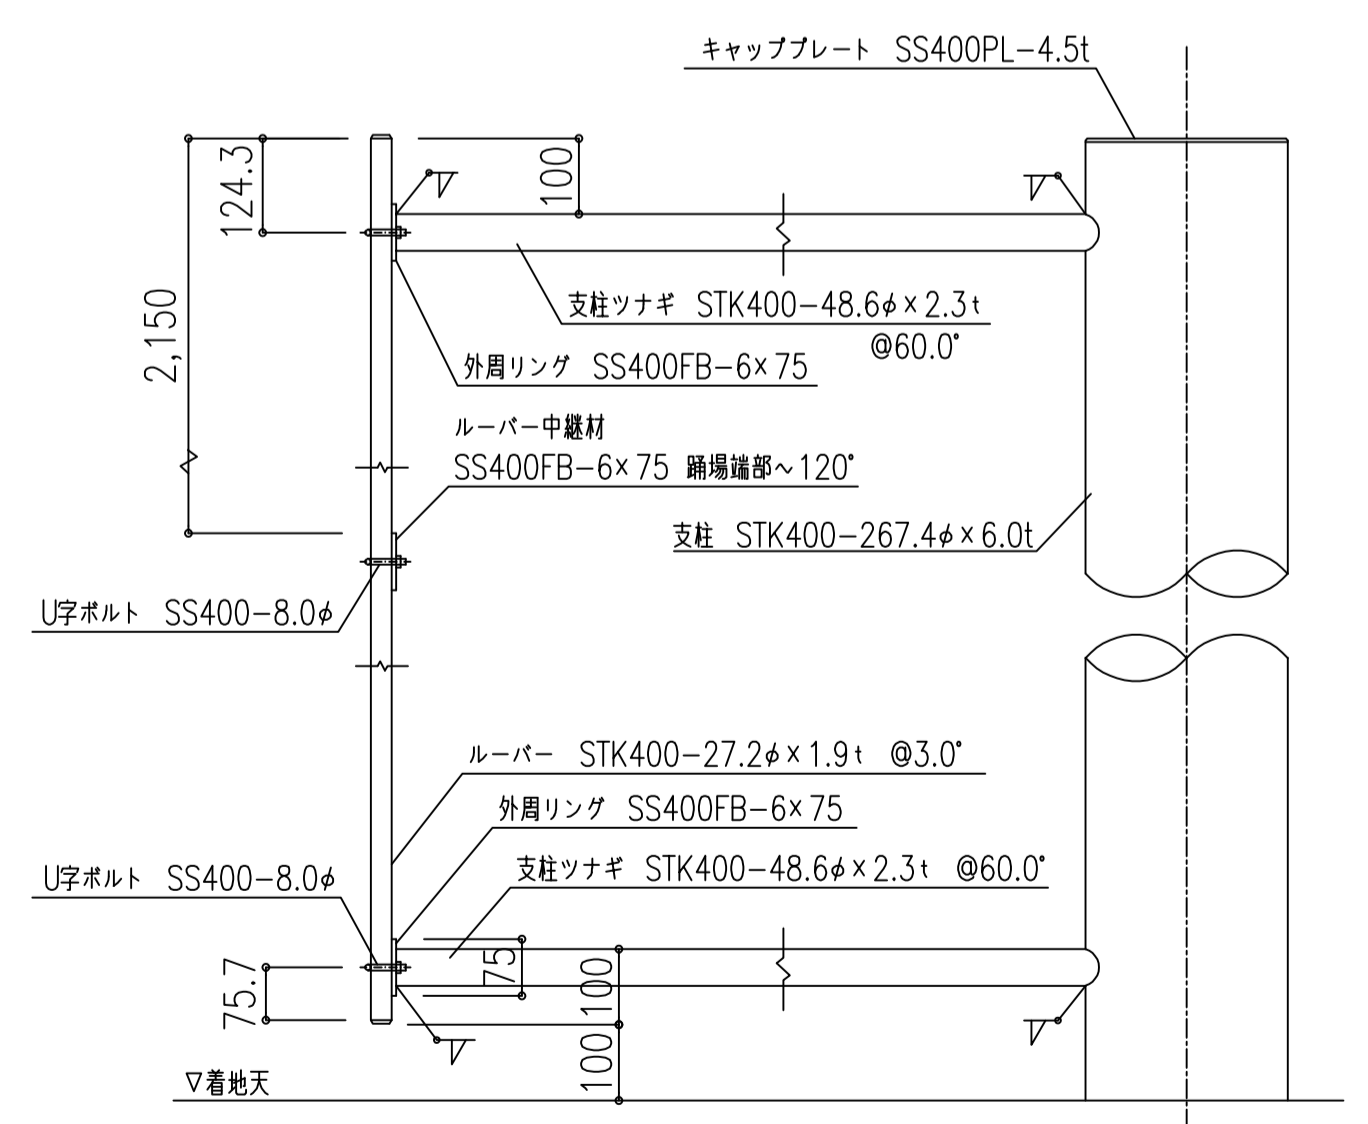 キャッププレート SS400PL-4.5t
124.3
100
2,150
支柱ツナギ STK400-48.6φ×2.3t
@60.0°
外周リング SS400FB-6×75
ルーバー中継材
SS400FB-6×75 踊場端部~120°
支柱 STK400-267.4φ×6.0t
U字ボルト SS400-8.0φ
ルーバー STK400-27.2φ×1.9t @3.0°
外周リング SS400FB-6×75
支柱ツナギ STK400-48.6φ×2.3t @60.0°
U字ボルト SS400-8.0φ
75
100
75.7
100
▽着地天